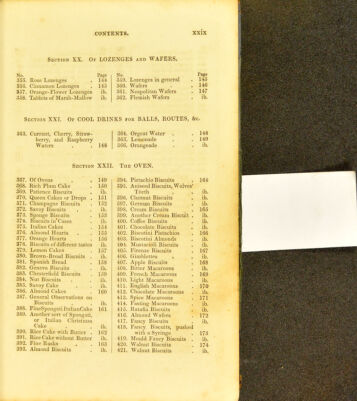 CONTENTS. xxix
SECTION XX. OF LOZENGES AND WAFERS.
No. Page
355. Rose Lozenges . 144
356. Cinnamon Lozenges . 145
357. Orange-Flower Lozenges ib.
358. Tablets of Marsh-Mallow ib.
No. Page
359. Lozenges in general . 145
360. Wafers . 146
361. Neapolitan Wafers . 147
362. Flemish Wafers . ib.
SECTION XXI. OF COOL DRINKS FOR BALLS, ROUTES, &c.
363. Currant, Cherry, Strawberry, and Raspberry
Waters . 148
364. Orgeat Water . 148
365. Lemonade . 149
366. Orangeade . ib.
SECTION XXII. THE OVEN.
367. Of Ovens . 149
368. Rich Plum Cake . 150
369. Patience Biscuits . ib.
370. Queen Cakes or Drops . 151
371. Champagne Biscuits . 152
372. Savoy Biscuits . ib.
373. Sponge Biscuits . 153
374. Biscuits in Cases . ib.
375. Italian Cakes . 154
376. Almond Hearts . 155
377. Orange Hearts . 156
378. Biscuits of different tastes ib.
379. Lemon Cakes . 157
380. Brown-Bread Biscuits . ib.
381. Spanish Bread . 158
382. Geneva Biscuits . ib.
383. Chesterfield Biscuits . 159
384. Nut Biscuits . ib.
385. Savoy Cake . ib.
386. Almond Cakes . 160
387. General Observations on
Biscuits . ib.
388. Fine Spongati Italian Cake 161
389. Another sort of Spongati,
or Italian Christmas
Cake . ib.
390. Rice Cake with Butter . 162
391. Rice Cake without Butter ib.
392. Fine Rusks . 163
393. Almond Biscuits . ib.
394. Pistachio Biscuits . 164
395. Aniseed Biscuits, Wolves'
Teeth . ib.
396. Clement Biscuits . ib.
397. German Biscuits . ib.
398. Cream Biscuits . 165
399. Another Cream Biscuit . ib.
400. Coffee Biscuits . ib.
401. Chocolate Biscuits . ib.
402. Biscotini Pistachios . 166
403. Biscotini Almonds . ib.
404. Mostaciolli Biscuits . ib.
405. Firenze Biscuits . 167
406. Gimblettes . ib.
407. Apple Biscuits . 168
408. Bitter Macaroons . ib.
409. French Macaroons . 169
410. Light Macaroons . ib.
411. English Macaroons . 170
412. Chocolate Macaroons . ib.
413. Spice Macaroons . 171
414. Fasting Macaroons . ib.
415. Ratafia Biscuits . ib.
416. Almond Wafers . 172
417. Fancy Biscuits . ib.
418. Fancy Biscuits, pushed
with a Syringe . 173
419. Mould Fancy Biscuits . ib.
420. Walnut Biscuits . 174
421. Walnut Biscuits . ib.